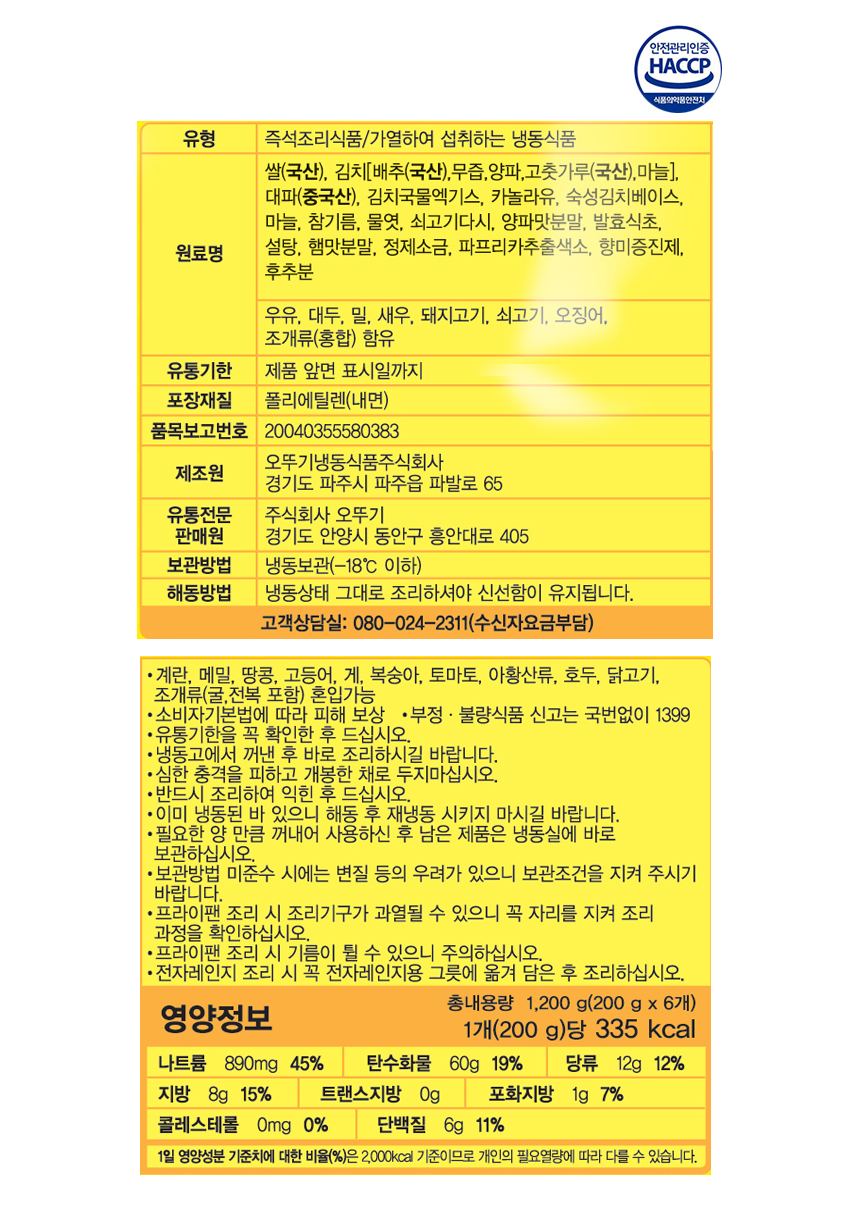 안전관리인증
HACCP
식품의약품안전처
유형 즉석조리식품/가열하여 섭취하는 냉동식품
원료명 쌀(국산), 김치[배추(국산),무즙,양파,고춧가루(국산),마늘],
대파(중국산), 김치국물엑기스, 카놀라유, 숙성김치베이스,
마늘, 참기름, 물엿, 쇠고기다시, 양파맛분말, 발효식초,
설탕, 햄맛분말, 정제소금, 파프리카추출색소, 향미증진제,
후추분
우유, 대두, 밀, 새우, 돼지고기, 쇠고기, 오징어,
조개류(홍합) 함유
유통기한 제품 앞면 표시일까지
포장재질 폴리에틸렌(내면)
품목보고번호 20040355580383
제조원 오뚜기냉동식품주식회사
경기도 파주시 파주읍 파발로 65
유통전문 주식회사 오뚜기
판매원 경기도 안양시 동안구 흥안대로 405
보관방법 냉동보관(-18℃ 이하)
해동방법 냉동상태 그대로 조리하셔야 신선함이 유지됩니다.
고객상담실: 080-024-2311(수신자요금부담)
•계란, 메밀, 땅콩, 고등어, 게, 복숭아, 토마토, 아황산류, 호두, 닭고기,
조개류(굴,전복 포함) 혼입가능
•소비자기본법에 따라 피해 보상 •부정·불량식품 신고는 국번없이 1399
•유통기한을 꼭 확인한 후 드십시오.
•냉동고에서 꺼낸 후 바로 조리하시길 바랍니다.
•심한 충격을 피하고 개봉한 채로 두지마십시오.
•반드시 조리하여 익힌 후 드십시오.
•이미 냉동된 바 있으니 해동 후 재냉동 시키지 마시길 바랍니다.
•필요한 양 만큼 꺼내어 사용하신 후 남은 제품은 냉동실에 바로
보관하십시오.
•보관방법 미준수 시에는 변질 등의 우려가 있으니 보관조건을 지켜 주시기
바랍니다.
•프라이팬 조리 시 조리기구가 과열될 수 있으니 꼭 자리를 지켜 조리
과정을 확인하십시오.
•프라이팬 조리 시 기름이 튈 수 있으니 주의하십시오.
•전자레인지 조리 시 꼭 전자레인지용 그릇에 옮겨 담은 후 조리하십시오.
영양정보
총내용량 1,200 g(200 g x 6개)
1개(200 g)당 335 kcal
나트륨 890mg 45% 탄수화물 60g 19% 당류 12g 12%
지방 8g 15% 트랜스지방 0g 포화지방 1g 7%
콜레스테롤 0mg 0% 단백질 6g 11%
1일 영양성분 기준치에 대한 비율(%)은 2,000kcal 기준이므로 개인의 필요열량에 따라 다를 수 있습니다.